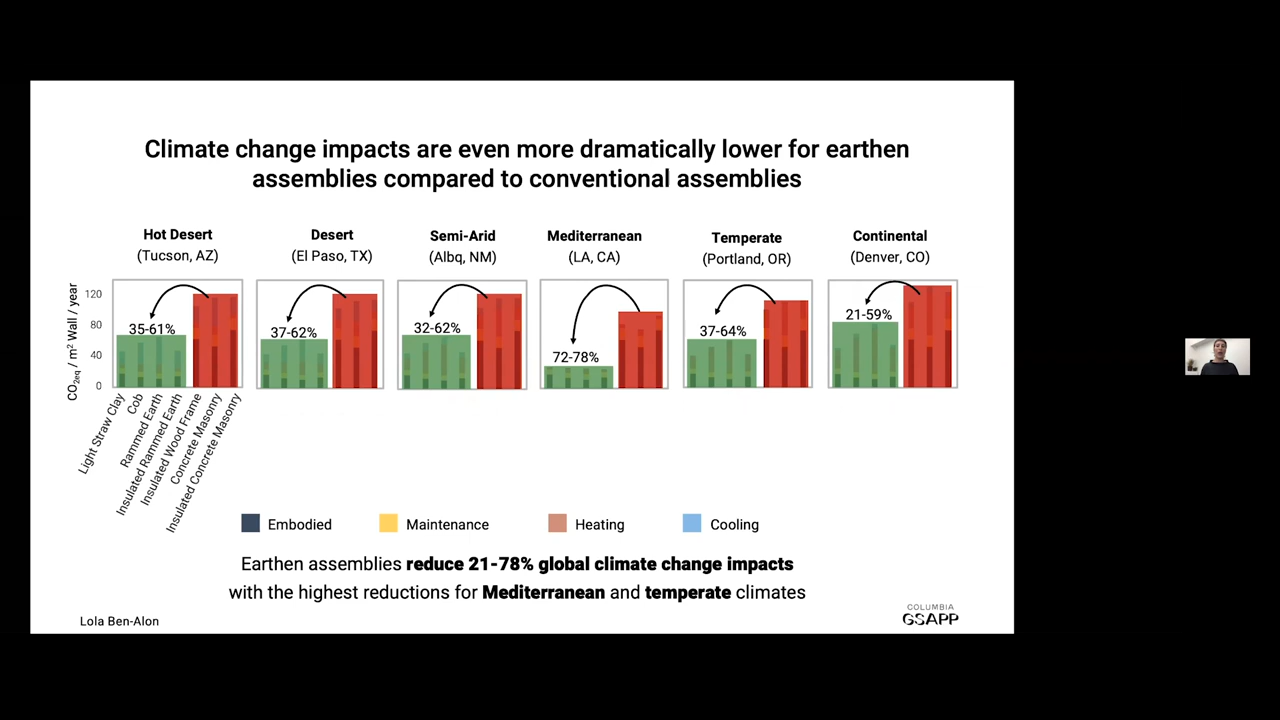 Climate change impacts are even more dramatically lower for earthen
assemblies compared to conventional assemblies
Hot Desert
(Tucson, AZ)
Desert
(El Paso, TX)
Semi-Arid
(Albq, NM)
Mediterranean
(LA, CA)
Temperate
(Portland, OR)
Continental
(Denver, CO)
CO2eq / m2 Wall / year
120
80
40
0
35-61%
37-62%
32-62%
72-78%
37-64%
21-59%
Light Straw Clay
Cob
Rammed Earth
Insulated Rammed Earth
Insulated Wood Frame
Concrete Masonry
Insulated Concrete Masonry
Embodied
Maintenance
Heating
Cooling
Earthen assemblies reduce 21-78% global climate change impacts
with the highest reductions for Mediterranean and temperate climates
Lola Ben-Alon
COLUMBIA
GSAPP